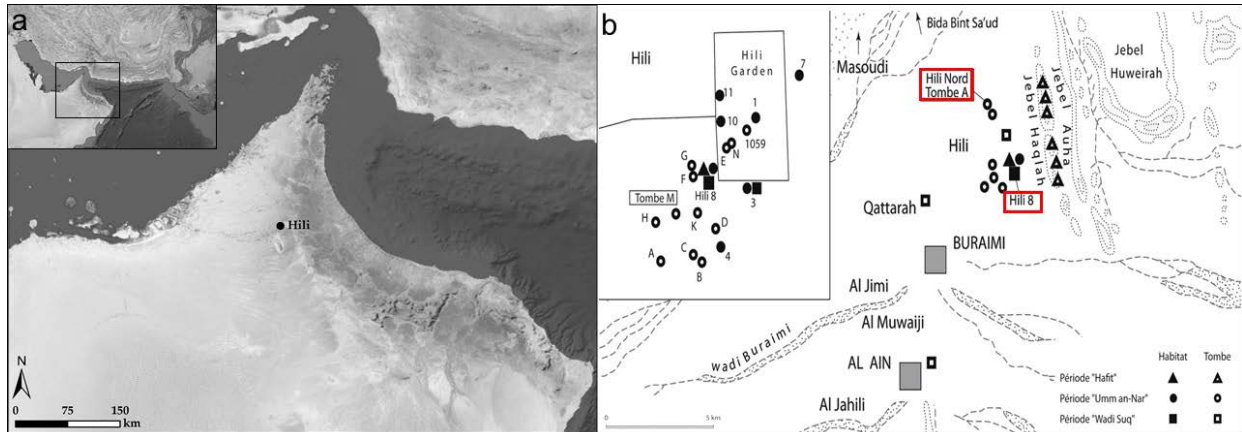 a
Hili
N
0 75 150
km
b
Hili
Hili
Garden
7
11
1
10
1059
N
E
G
F
Hili 8
3
Tombe M
H
K
D
A
C
4
B
Masoudi
Bida Bint Sa'ud
Hili Nord
Tombe A
Hili
Hili 8
Jebel Haqlah
Jebel Auha
Jebel
Huweirah
Qattarah
BURAIMI
Al Jimi
wadi Buraimi
Al Muwaiji
AL AIN
Al Jahili
0 5 km
Habitat Tombe
Période "Hafit"
Période "Umm an-Nar"
Période "Wadi Suq"